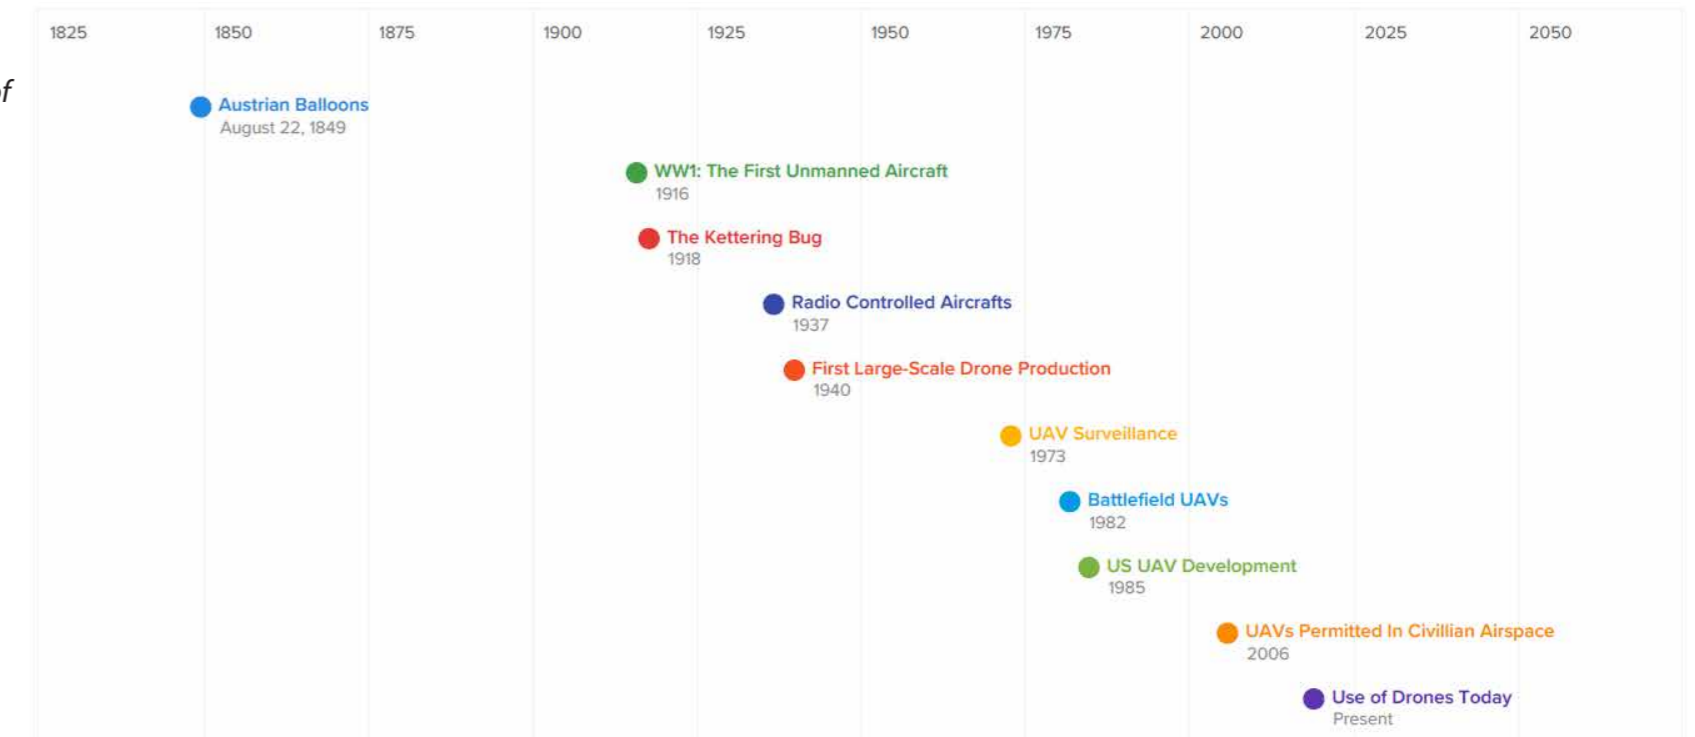 1825 1850 1875 1900 1925 1950 1975 2000 2025 2050
of
Austrian Balloons
August 22, 1849
WW1: The First Unmanned Aircraft
1916
The Kettering Bug
1918
Radio Controlled Aircrafts
1937
First Large-Scale Drone Production
1940
UAV Surveillance
1973
Battlefield UAVs
1982
US UAV Development
1985
UAVs Permitted In Civillian Airspace
2006
Use of Drones Today
Present